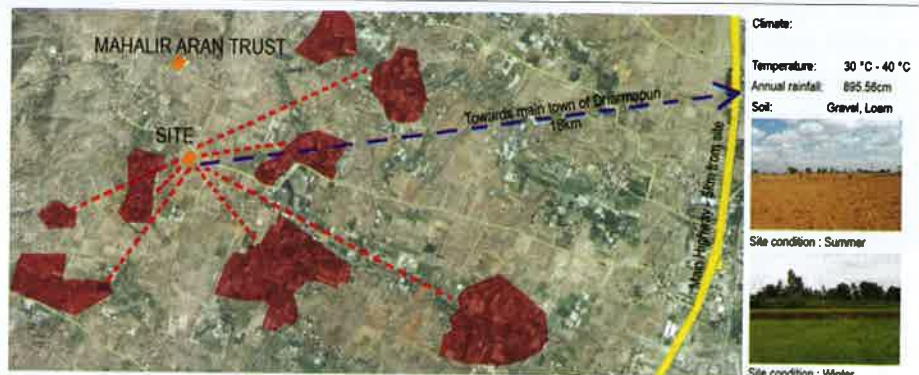 MAHALIR ARAN TRUST
SITE
Towards main town of Dharmapuri
18km
Climate:
Temperature: 30 °C - 40 °C
Annual rainfall: 895.56cm
Soil: Gravel, Loam
Site condition : Summer
Site condition : Winter